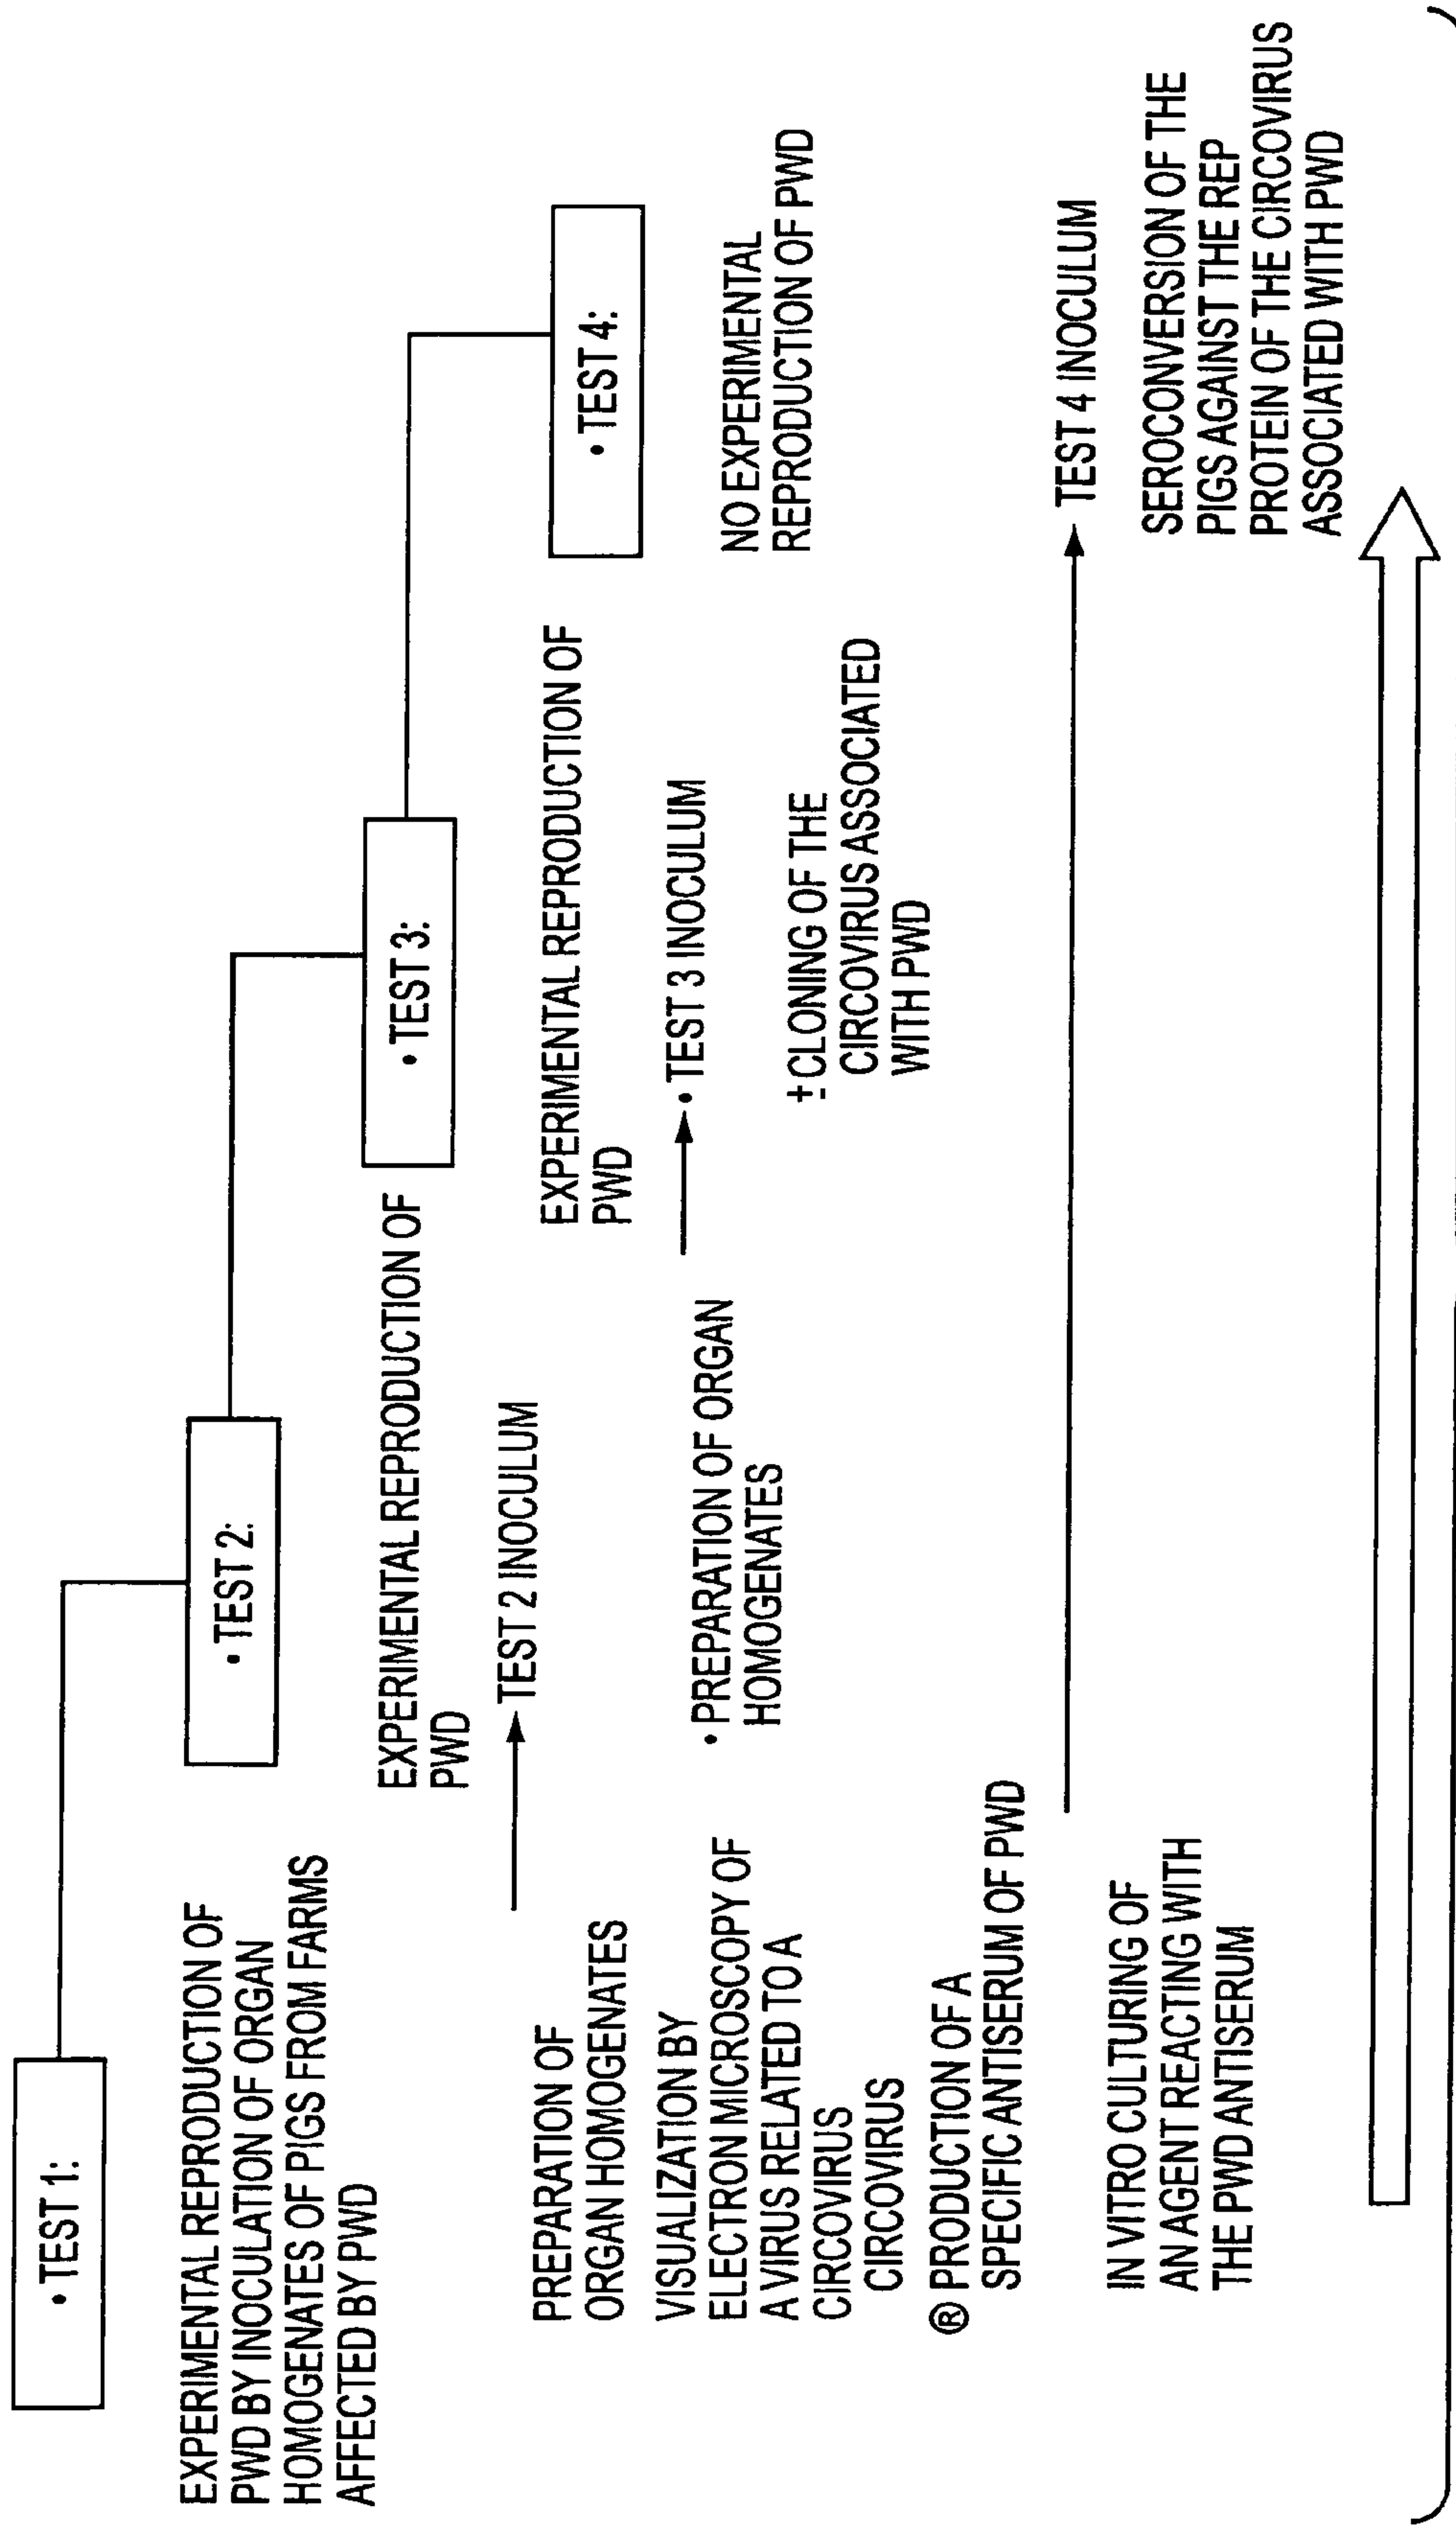 • TEST 1:
EXPERIMENTAL REPRODUCTION OF
PWD BY INOCULATION OF ORGAN
HOMOGENATES OF PIGS FROM FARMS
AFFECTED BY PWD
PREPARATION OF
ORGAN HOMOGENATES
VISUALIZATION BY
ELECTRON MICROSCOPY OF
A VIRUS RELATED TO A
CIRCOVIRUS
CIRCOVIRUS
® PRODUCTION OF A
SPECIFIC ANTISERUM OF PWD
IN VITRO CULTURING OF
AN AGENT REACTING WITH
THE PWD ANTISERUM
• TEST 2:
EXPERIMENTAL REPRODUCTION OF
PWD
TEST 2 INOCULUM
• PREPARATION OF ORGAN
HOMOGENATES
• TEST 3:
EXPERIMENTAL REPRODUCTION OF
PWD
• TEST 3 INOCULUM
± CLONING OF THE
CIRCOVIRUS ASSOCIATED
WITH PWD
• TEST 4:
NO EXPERIMENTAL
REPRODUCTION OF PWD
TEST 4 INOCULUM
SEROCONVERSION OF THE
PIGS AGAINST THE REP
PROTEIN OF THE CIRCOVIRUS
ASSOCIATED WITH PWD